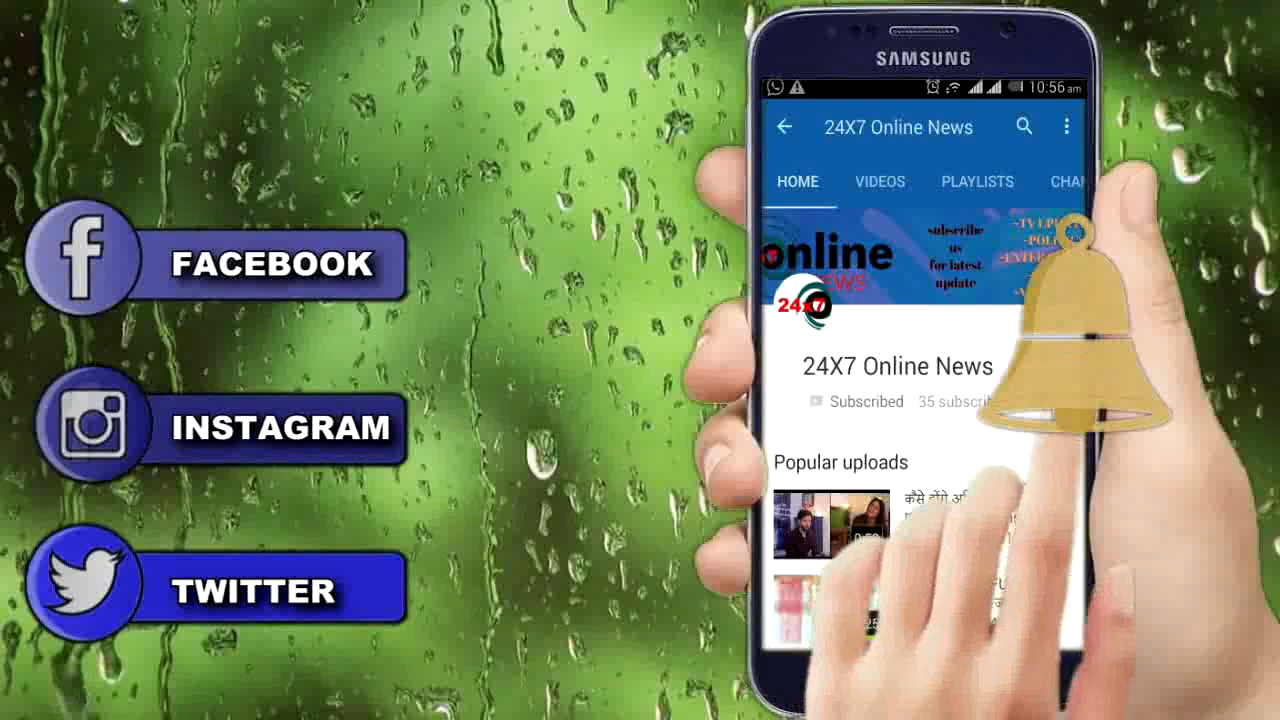 FACEBOOK
INSTAGRAM
TWITTER
SAMSUNG
10:56 am
24X7 Online News
HOME VIDEOS PLAYLISTS
online
subscribe
us
for latest
update
24x7
24X7 Online News
Subscribed 35
Popular uploads
कैसे होंगे